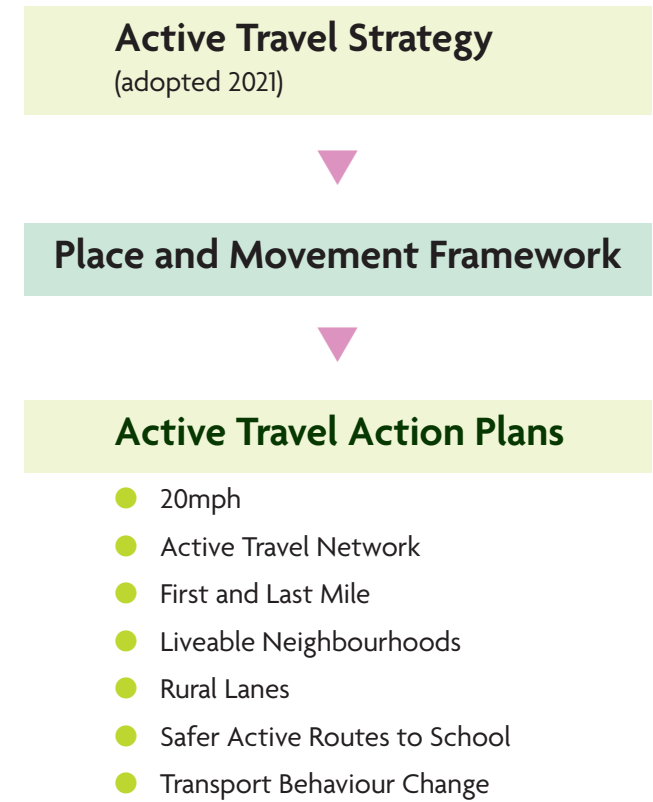 Active Travel Strategy
(adopted 2021)
Place and Movement Framework
Active Travel Action Plans
20mph
Active Travel Network
First and Last Mile
Liveable Neighbourhoods
Rural Lanes
Safer Active Routes to School
Transport Behaviour Change